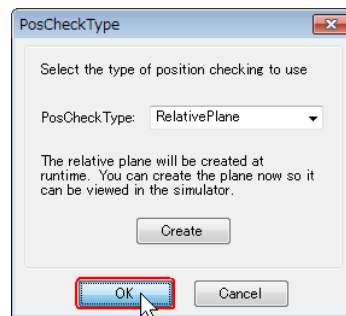 PosCheckType
Select the type of position checking to use
PosCheckType: RelativePlane
The relative plane will be created at
runtime. You can create the plane now so it
can be viewed in the simulator.
Create
OK Cancel